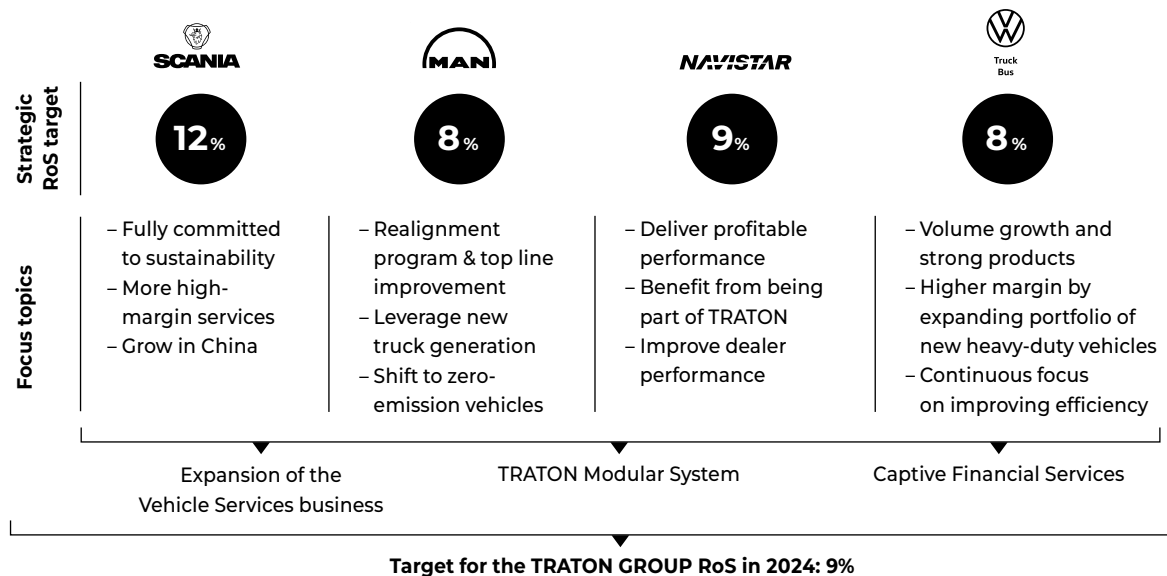 SCANIA
MAN
NAVISTAR
Truck
Bus
Strategic
RoS target
12%
8%
9%
8%
Focus topics
– Fully committed
to sustainability
– More high-
margin services
– Grow in China
– Realignment
program & top line
improvement
– Leverage new
truck generation
– Shift to zero-
emission vehicles
– Deliver profitable
performance
– Benefit from being
part of TRATON
– Improve dealer
performance
– Volume growth and
strong products
– Higher margin by
expanding portfolio of
new heavy-duty vehicles
– Continuous focus
on improving efficiency
Expansion of the
Vehicle Services business
TRATON Modular System
Captive Financial Services
Target for the TRATON GROUP RoS in 2024: 9%